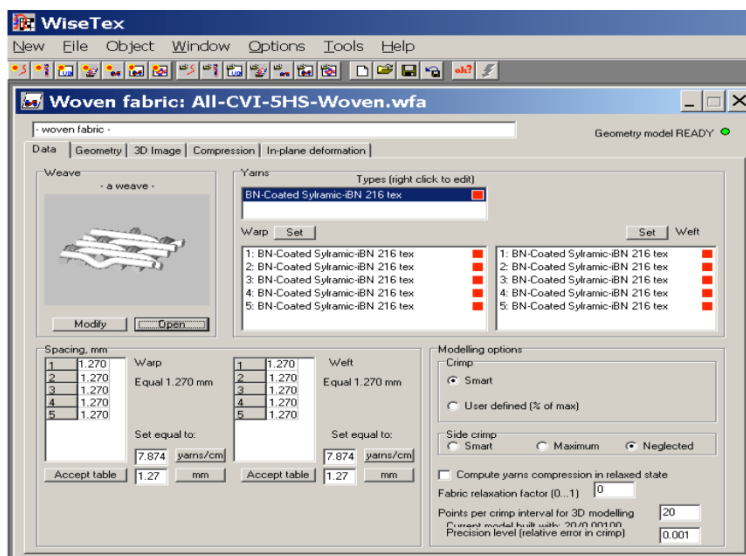 WiseTex
New File Object Window Options Tools Help
oh?
Woven fabric: All-CVI-5HS-Woven.wfa
- woven fabric -
Geometry model READY
Data Geometry 3D Image Compression In-plane deformation
Weave
- a weave -
Modify Open
Yarns
Types (right click to edit)
BN-Coated Sylramic-iBN 216 tex
Warp Set
Set Weft
1: BN-Coated Sylramic-iBN 216 tex
2: BN-Coated Sylramic-iBN 216 tex
3: BN-Coated Sylramic-iBN 216 tex
4: BN-Coated Sylramic-iBN 216 tex
5: BN-Coated Sylramic-iBN 216 tex
1: BN-Coated Sylramic-iBN 216 tex
2: BN-Coated Sylramic-iBN 216 tex
3: BN-Coated Sylramic-iBN 216 tex
4: BN-Coated Sylramic-iBN 216 tex
5: BN-Coated Sylramic-iBN 216 tex
Spacing, mm
1 1.270
2 1.270
3 1.270
4 1.270
5 1.270
Warp
Equal 1.270 mm
Set equal to:
7.874 yarns/cm
Accept table 1.27 mm
1 1.270
2 1.270
3 1.270
4 1.270
5 1.270
Weft
Equal 1.270 mm
Set equal to:
7.874 yarns/cm
Accept table 1.27 mm
Modelling options
Crimp
Smart
User defined (% of max)
Side crimp
Smart Maximum Neglected
Compute yarns compression in relaxed state
Fabric relaxation factor (0...1) 0
Points per crimp interval for 3D modelling 20
Current model built with: 20/0.00100
Precision level (relative error in crimp) 0.001